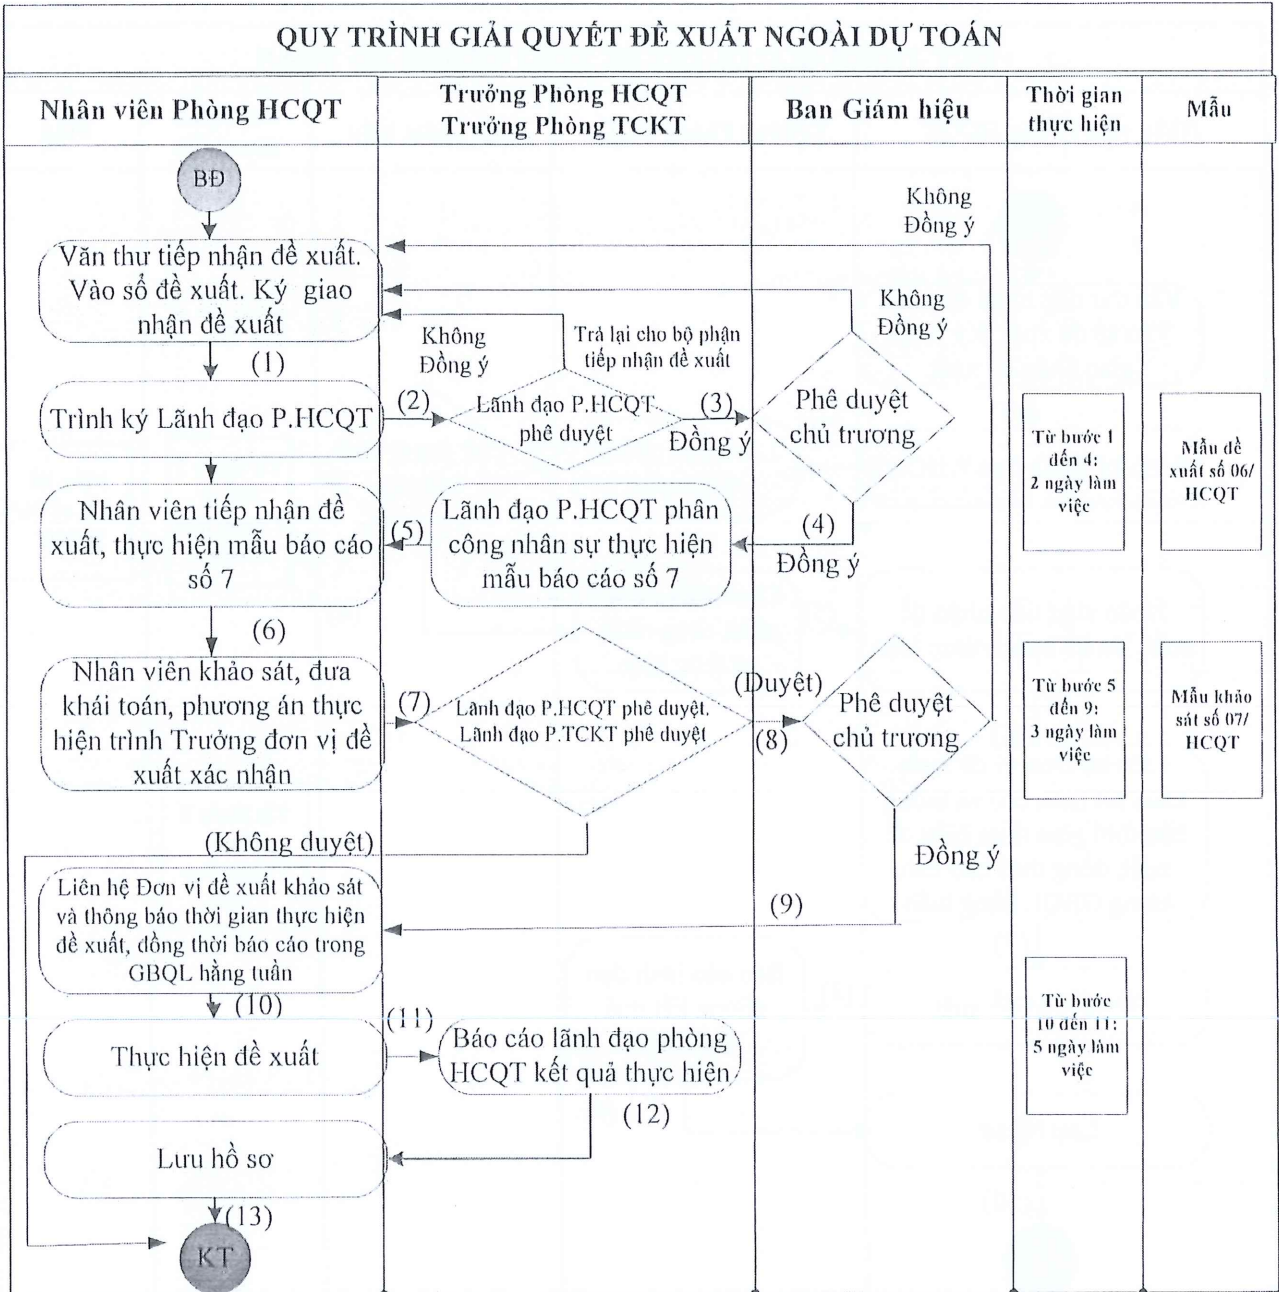 QUY TRÌNH GIẢI QUYẾT ĐỀ XUẤT NGOÀI DỰ TOÁN
Nhân viên Phòng HCQT
Trưởng Phòng HCQT
Trưởng Phòng TCKT
Ban Giám hiệu
Thời gian
thực hiện
Mẫu
BĐ
Không
Đồng ý
Văn thư tiếp nhận đề xuất.
Vào sổ đề xuất. Ký giao
nhận đề xuất
Không
Đồng ý
Không
Đồng ý
Trả lại cho bộ phận
tiếp nhận đề xuất
(1)
Trình ký Lãnh đạo P.HCQT
(2)
Lãnh đạo P.HCQT
phê duyệt
(3)
Đồng ý
Phê duyệt
chủ trương
Từ bước 1
đến 4:
2 ngày làm
việc
Mẫu đề
xuất số 06/
HCQT
Nhân viên tiếp nhận đề
xuất, thực hiện mẫu báo cáo
số 7
(5)
Lãnh đạo P.HCQT phân
công nhân sự thực hiện
mẫu báo cáo số 7
(4)
Đồng ý
(6)
Nhân viên khảo sát, đưa
khái toán, phương án thực
hiện trình Trưởng đơn vị đề
xuất xác nhận
(7)
Lãnh đạo P.HCQT phê duyệt.
Lãnh đạo P.TCKT phê duyệt
(Duyệt)
(8)
Phê duyệt
chủ trương
Từ bước 5
đến 9:
3 ngày làm
việc
Mẫu khảo
sát số 07/
HCQT
(Không duyệt)
Đồng ý
Liên hệ Đơn vị đề xuất khảo sát
và thông báo thời gian thực hiện
đề xuất, đồng thời báo cáo trong
GBQL hằng tuần
(9)
(10)
Thực hiện đề xuất
(11)
Báo cáo lãnh đạo phòng
HCQT kết quả thực hiện
(12)
Từ bước
10 đến 11:
5 ngày làm
việc
Lưu hồ sơ
(13)
KT